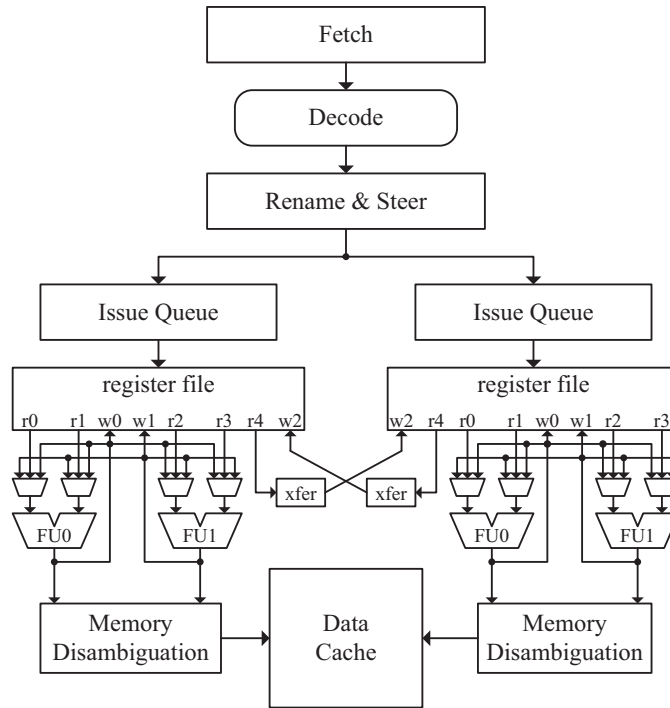 Fetch
Decode
Rename & Steer
Issue Queue
Issue Queue
register file
register file
r0 r1 w0 w1 r2 r3 r4 w2
w2 r4 r0 r1 w0 w1 r2 r3
xfer
xfer
FU0
FU1
FU0
FU1
Memory
Disambiguation
Data
Cache
Memory
Disambiguation